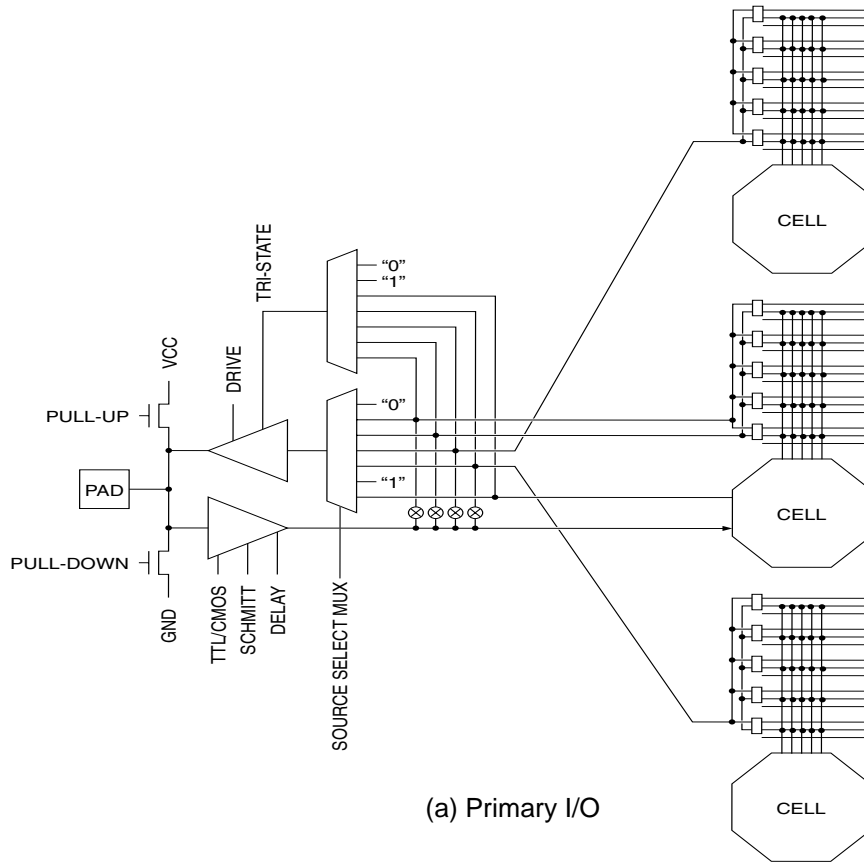 CELL
"0"
"1"
TRI-STATE
VCC
DRIVE
"0"
PULL-UP
PAD
"1"
CELL
PULL-DOWN
GND
TTL/CMOS
SCHMITT
DELAY
SOURCE SELECT MUX
CELL
(a) Primary I/O